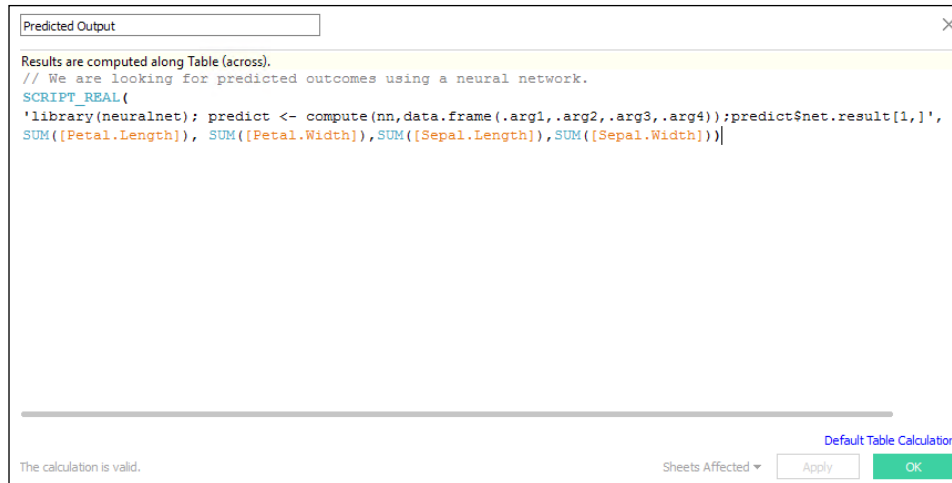 Predicted Output
Results are computed along Table (across).
// We are looking for predicted outcomes using a neural network.
SCRIPT_REAL(
'library(neuralnet); predict <- compute(nn,data.frame(.arg1,.arg2,.arg3,.arg4));predict$net.result[1,]',
SUM([Petal.Length]), SUM([Petal.Width]),SUM([Sepal.Length]),SUM([Sepal.Width]))
Default Table Calculation
The calculation is valid.
Sheets Affected
Apply
OK